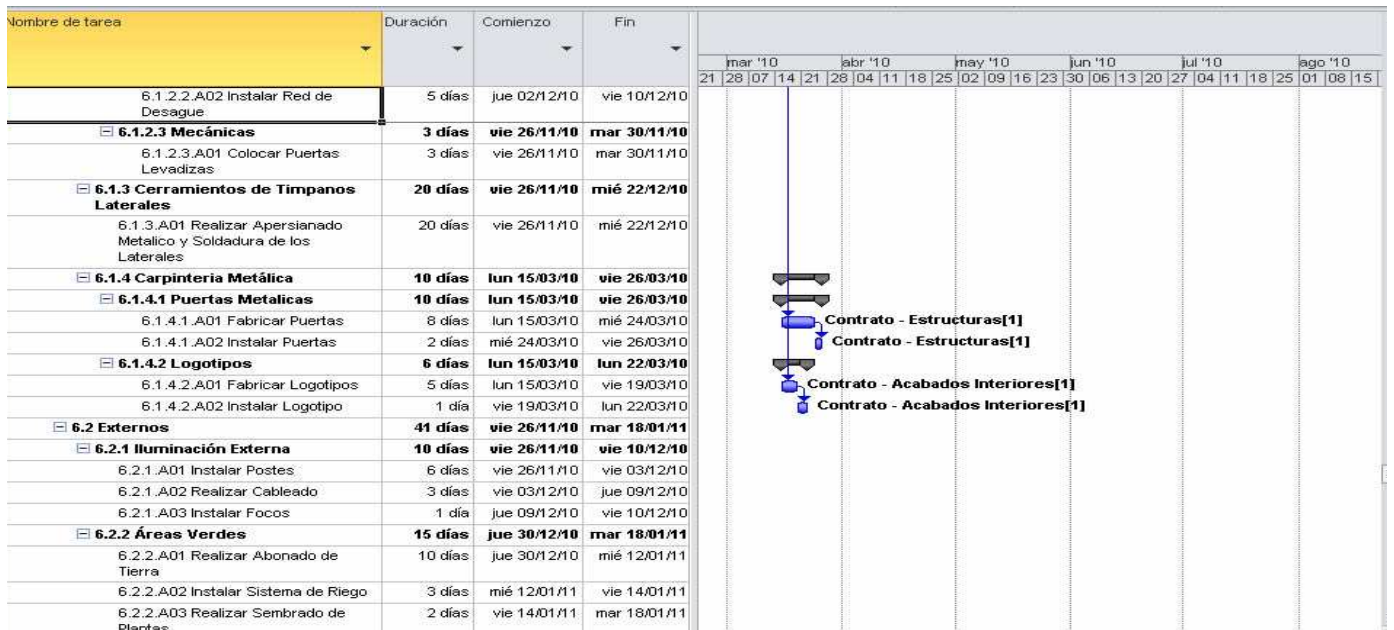 Nombre de tarea Duración Comienzo Fin
mar '10 abr '10 may '10 jun '10 jul '10 ago '10
21 28 07 14 21 28 04 11 18 25 02 09 16 23 30 06 13 20 27 04 11 18 25 01 08 15
6.1.2.2.A02 Instalar Red de 5 días jue 02/12/10 vie 10/12/10
Desague
6.1.2.3 Mecánicas 3 días vie 26/11/10 mar 30/11/10
6.1.2.3.A01 Colocar Puertas 3 días vie 26/11/10 mar 30/11/10
Levadizas
6.1.3 Cerramientos de Timpanos 20 días vie 26/11/10 mié 22/12/10
Laterales
6.1.3.A01 Realizar Apersianado 20 días vie 26/11/10 mié 22/12/10
Metalico y Soldadura de los
Laterales
6.1.4 Carpinteria Metálica 10 días lun 15/03/10 vie 26/03/10
6.1.4.1 Puertas Metalicas 10 días lun 15/03/10 vie 26/03/10
6.1.4.1.A01 Fabricar Puertas 8 días lun 15/03/10 mié 24/03/10 Contrato - Estructuras[1]
6.1.4.1.A02 Instalar Puertas 2 días mié 24/03/10 vie 26/03/10 Contrato - Estructuras[1]
6.1.4.2 Logotipos 6 días lun 15/03/10 lun 22/03/10
6.1.4.2.A01 Fabricar Logotipos 5 días lun 15/03/10 vie 19/03/10 Contrato - Acabados Interiores[1]
6.1.4.2.A02 Instalar Logotipo 1 día vie 19/03/10 lun 22/03/10 Contrato - Acabados Interiores[1]
6.2 Externos 41 días vie 26/11/10 mar 18/01/11
6.2.1 Iluminación Externa 10 días vie 26/11/10 vie 10/12/10
6.2.1.A01 Instalar Postes 6 días vie 26/11/10 vie 03/12/10
6.2.1.A02 Realizar Cableado 3 días vie 03/12/10 jue 09/12/10
6.2.1.A03 Instalar Focos 1 día jue 09/12/10 vie 10/12/10
6.2.2 Áreas Verdes 15 días jue 30/12/10 mar 18/01/11
6.2.2.A01 Realizar Abonado de 10 días jue 30/12/10 mié 12/01/11
Tierra
6.2.2.A02 Instalar Sistema de Riego 3 días mié 12/01/11 vie 14/01/11
6.2.2.A03 Realizar Sembrado de 2 días vie 14/01/11 mar 18/01/11
Plantas